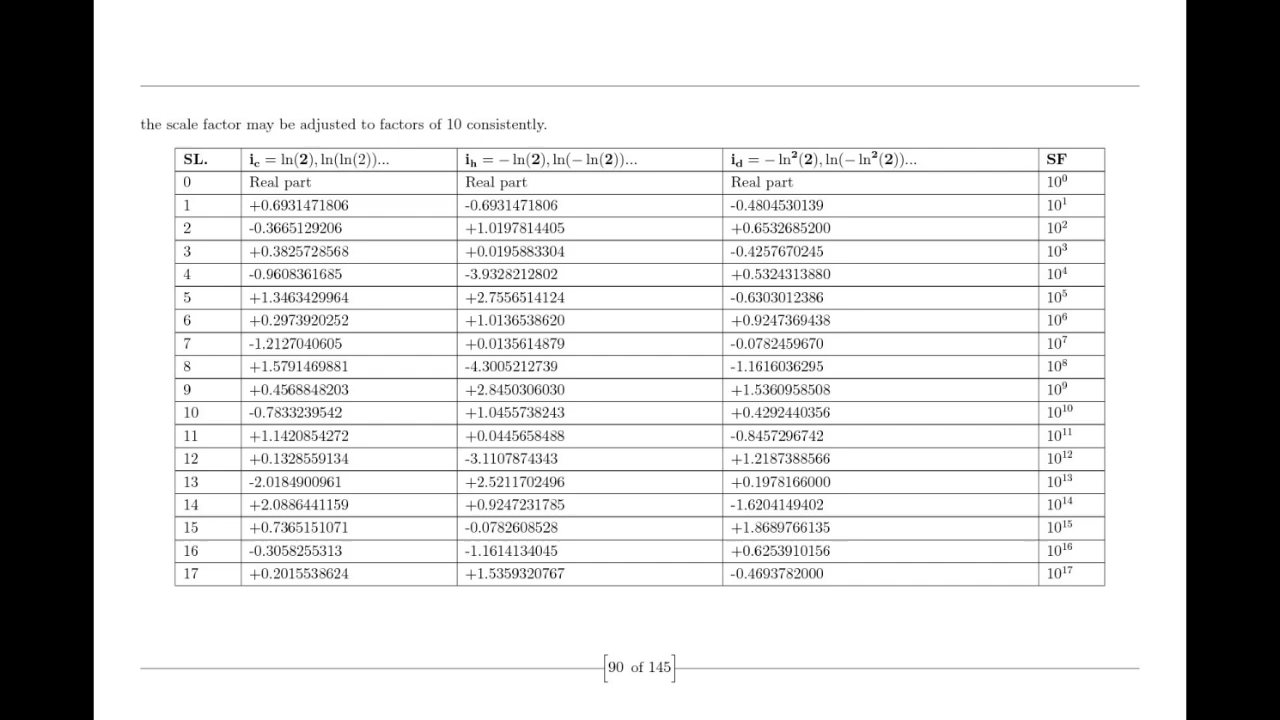 the scale factor may be adjusted to factors of 10 consistently.
SL. i_c = ln(2), ln(ln(2))... i_h = − ln(2), ln(− ln(2))... i_d = − ln²(2), ln(− ln²(2))... SF
0 Real part Real part Real part 10⁰
1 +0.6931471806 -0.6931471806 -0.4804530139 10¹
2 -0.3665129206 +1.0197814405 +0.6532685200 10²
3 +0.3825728568 +0.0195883304 -0.4257670245 10³
4 -0.9608361685 -3.9328212802 +0.5324313880 10⁴
5 +1.3463429964 +2.7556514124 -0.6303012386 10⁵
6 +0.2973920252 +1.0136538620 +0.9247369438 10⁶
7 -1.2127040605 +0.0135614879 -0.0782459670 10⁷
8 +1.5791469881 -4.3005212739 -1.1616036295 10⁸
9 +0.4568848203 +2.8450306030 +1.5360958508 10⁹
10 -0.7833239542 +1.0455738243 +0.4292440356 10¹⁰
11 +1.1420854272 +0.0445658488 -0.8457296742 10¹¹
12 +0.1328559134 -3.1107874343 +1.2187388566 10¹²
13 -2.0184900961 +2.5211702496 +0.1978166000 10¹³
14 +2.0886441159 +0.9247231785 -1.6204149402 10¹⁴
15 +0.7365151071 -0.0782608528 +1.8689766135 10¹⁵
16 -0.3058255313 -1.1614134045 +0.6253910156 10¹⁶
17 +0.2015538624 +1.5359320767 -0.4693782000 10¹⁷
[90 of 145]